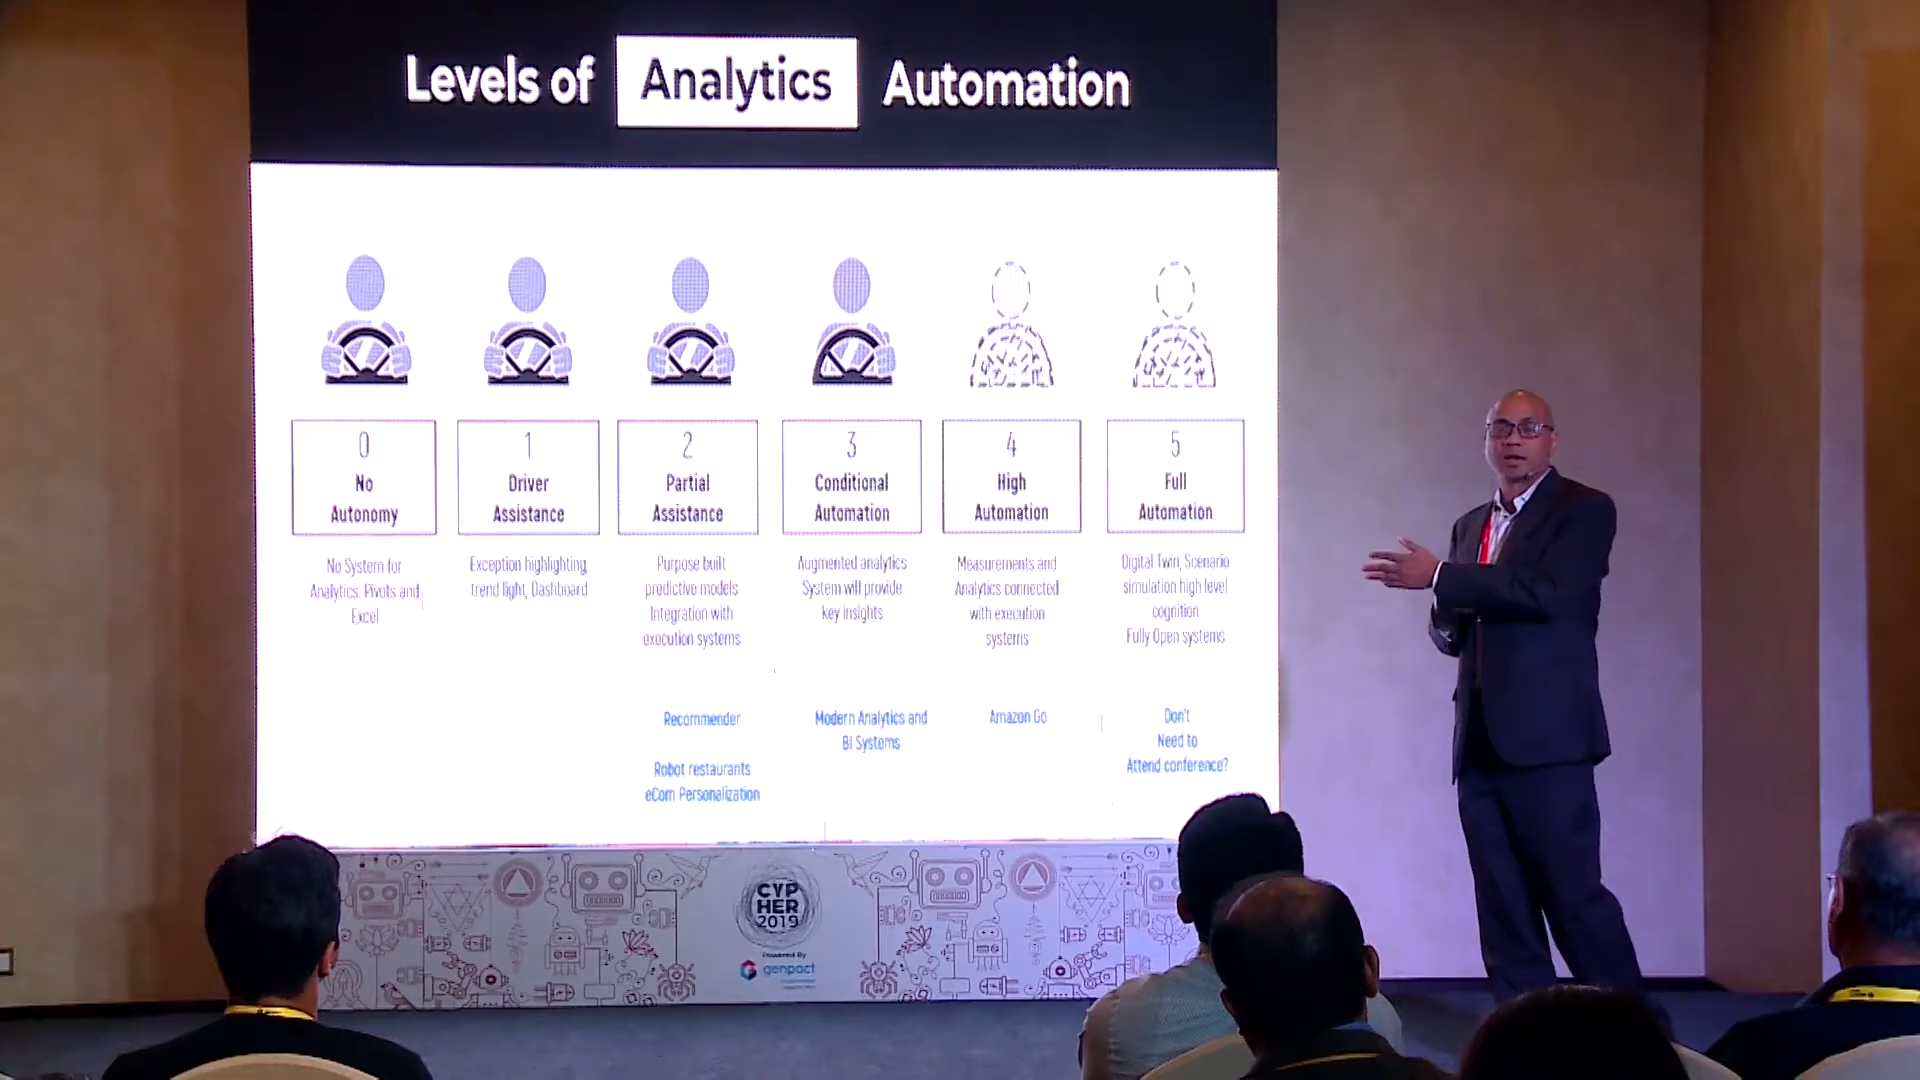 Levels of Analytics Automation
0
No
Autonomy
No System for
Analytics. Pivots and
Excel
1
Driver
Assistance
Exception highlighting,
trend light, Dashboard
2
Partial
Assistance
Purpose built
predictive models
Integration with
execution systems
Recommender
Robot restaurants
eCom Personalization
3
Conditional
Automation
Augmented analytics
System will provide
key insights
Modern Analytics and
BI Systems
4
High
Automation
Measurements and
Analytics connected
with execution
systems
Amazon Go
5
Full
Automation
Digital Twin, Scenario
simulation high level
cognition
Fully Open systems
Don't
Need to
Attend conference?
CYP
HER
2019
Powered By
genpact